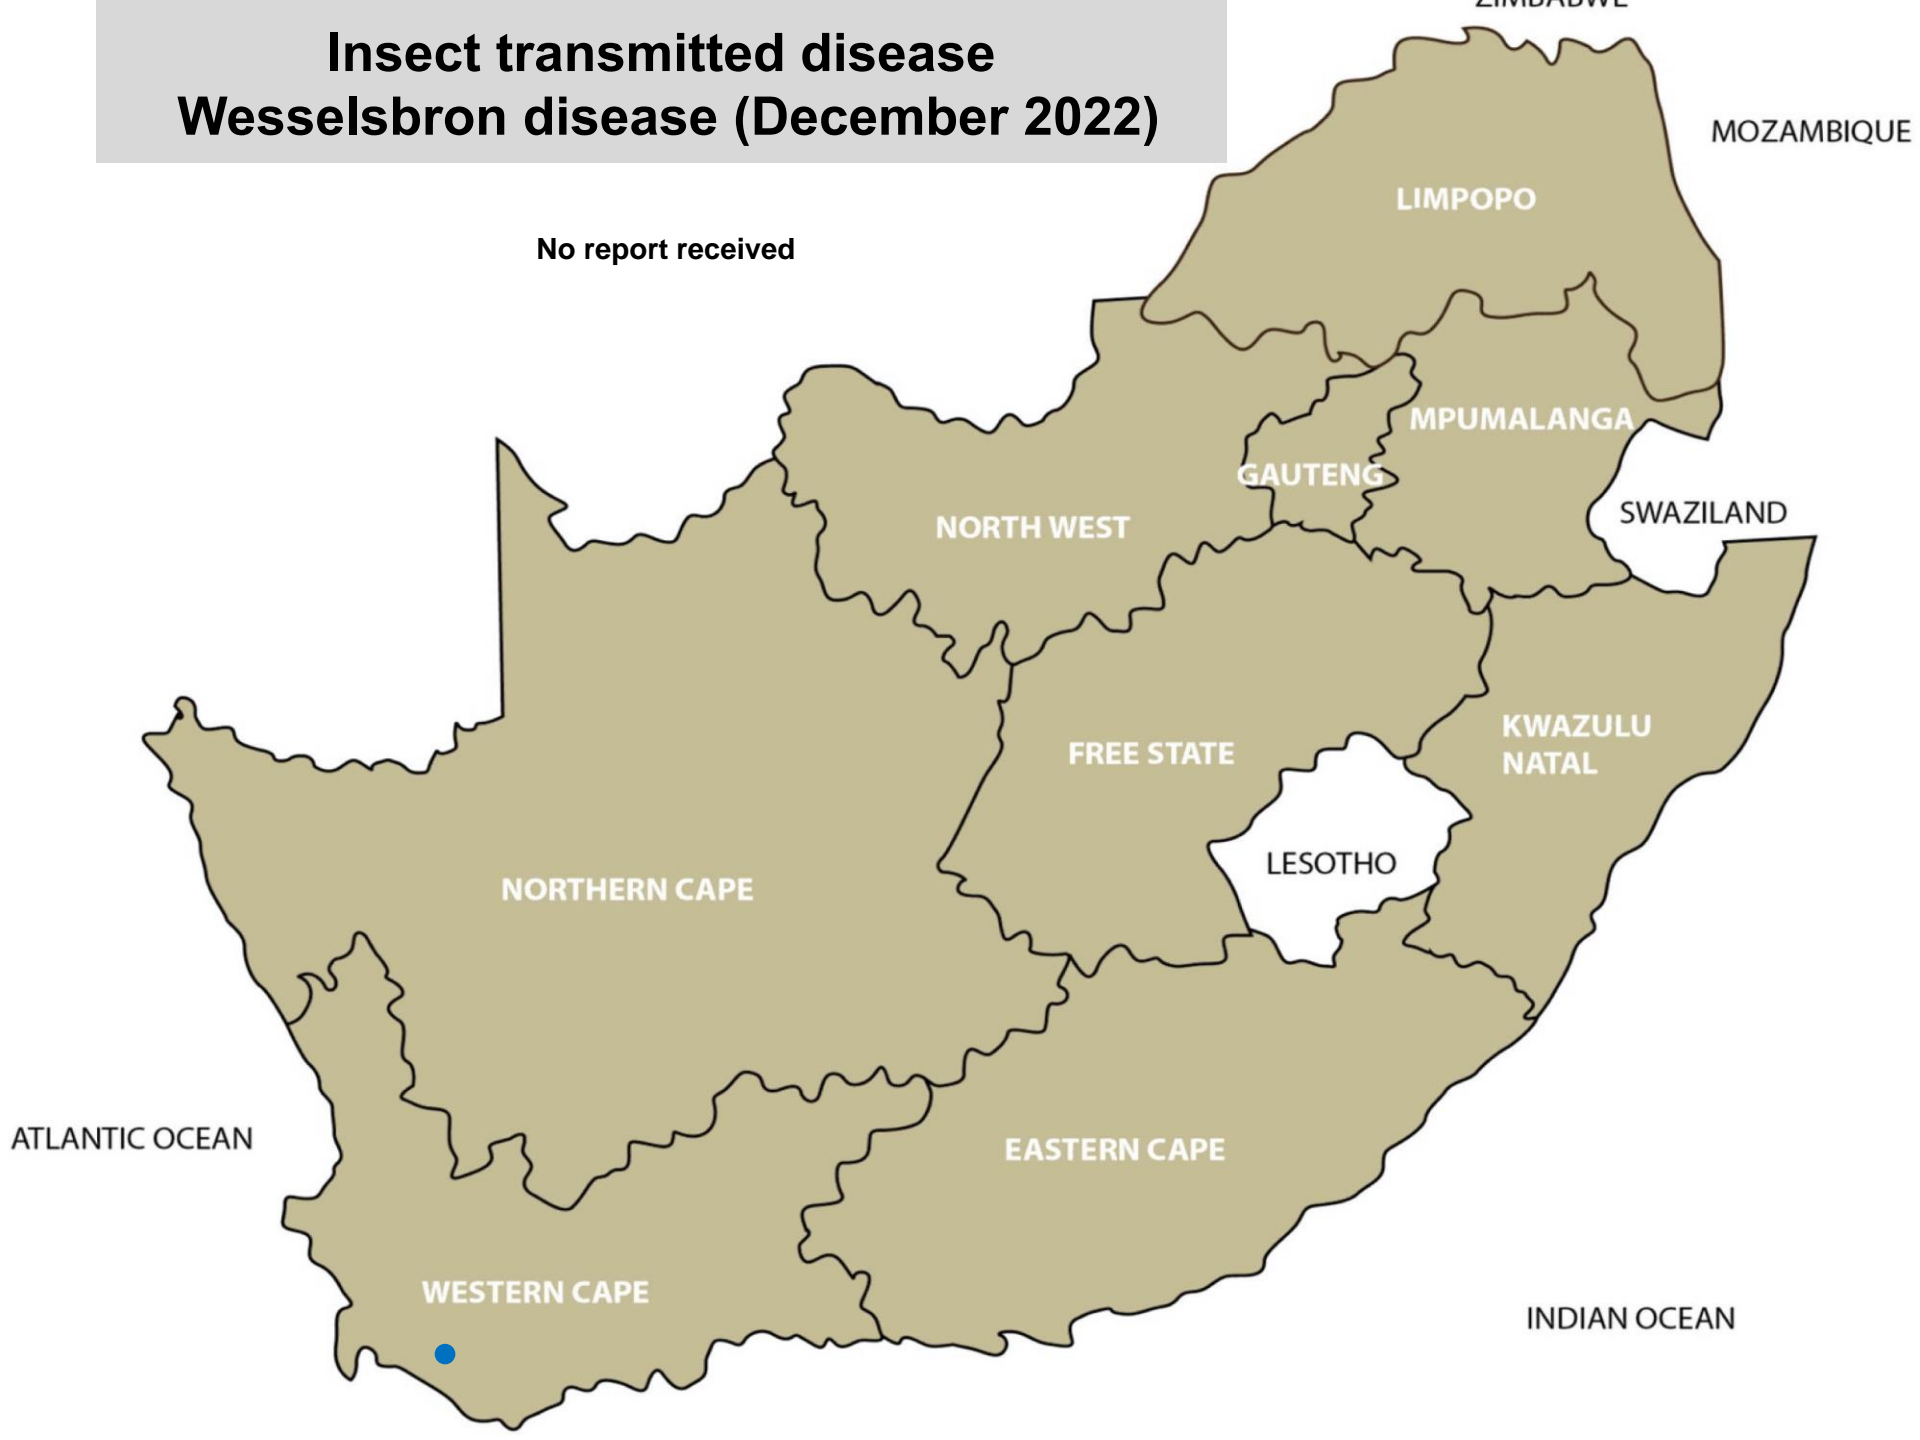 ZIMBABWE
Insect transmitted disease
Wesselsbron disease (December 2022)
MOZAMBIQUE
LIMPOPO
No report received
MPUMALANGA
GAUTENG
SWAZILAND
NORTH WEST
KWAZULU
NATAL
FREE STATE
LESOTHO
NORTHERN CAPE
ATLANTIC OCEAN
EASTERN CAPE
WESTERN CAPE
INDIAN OCEAN